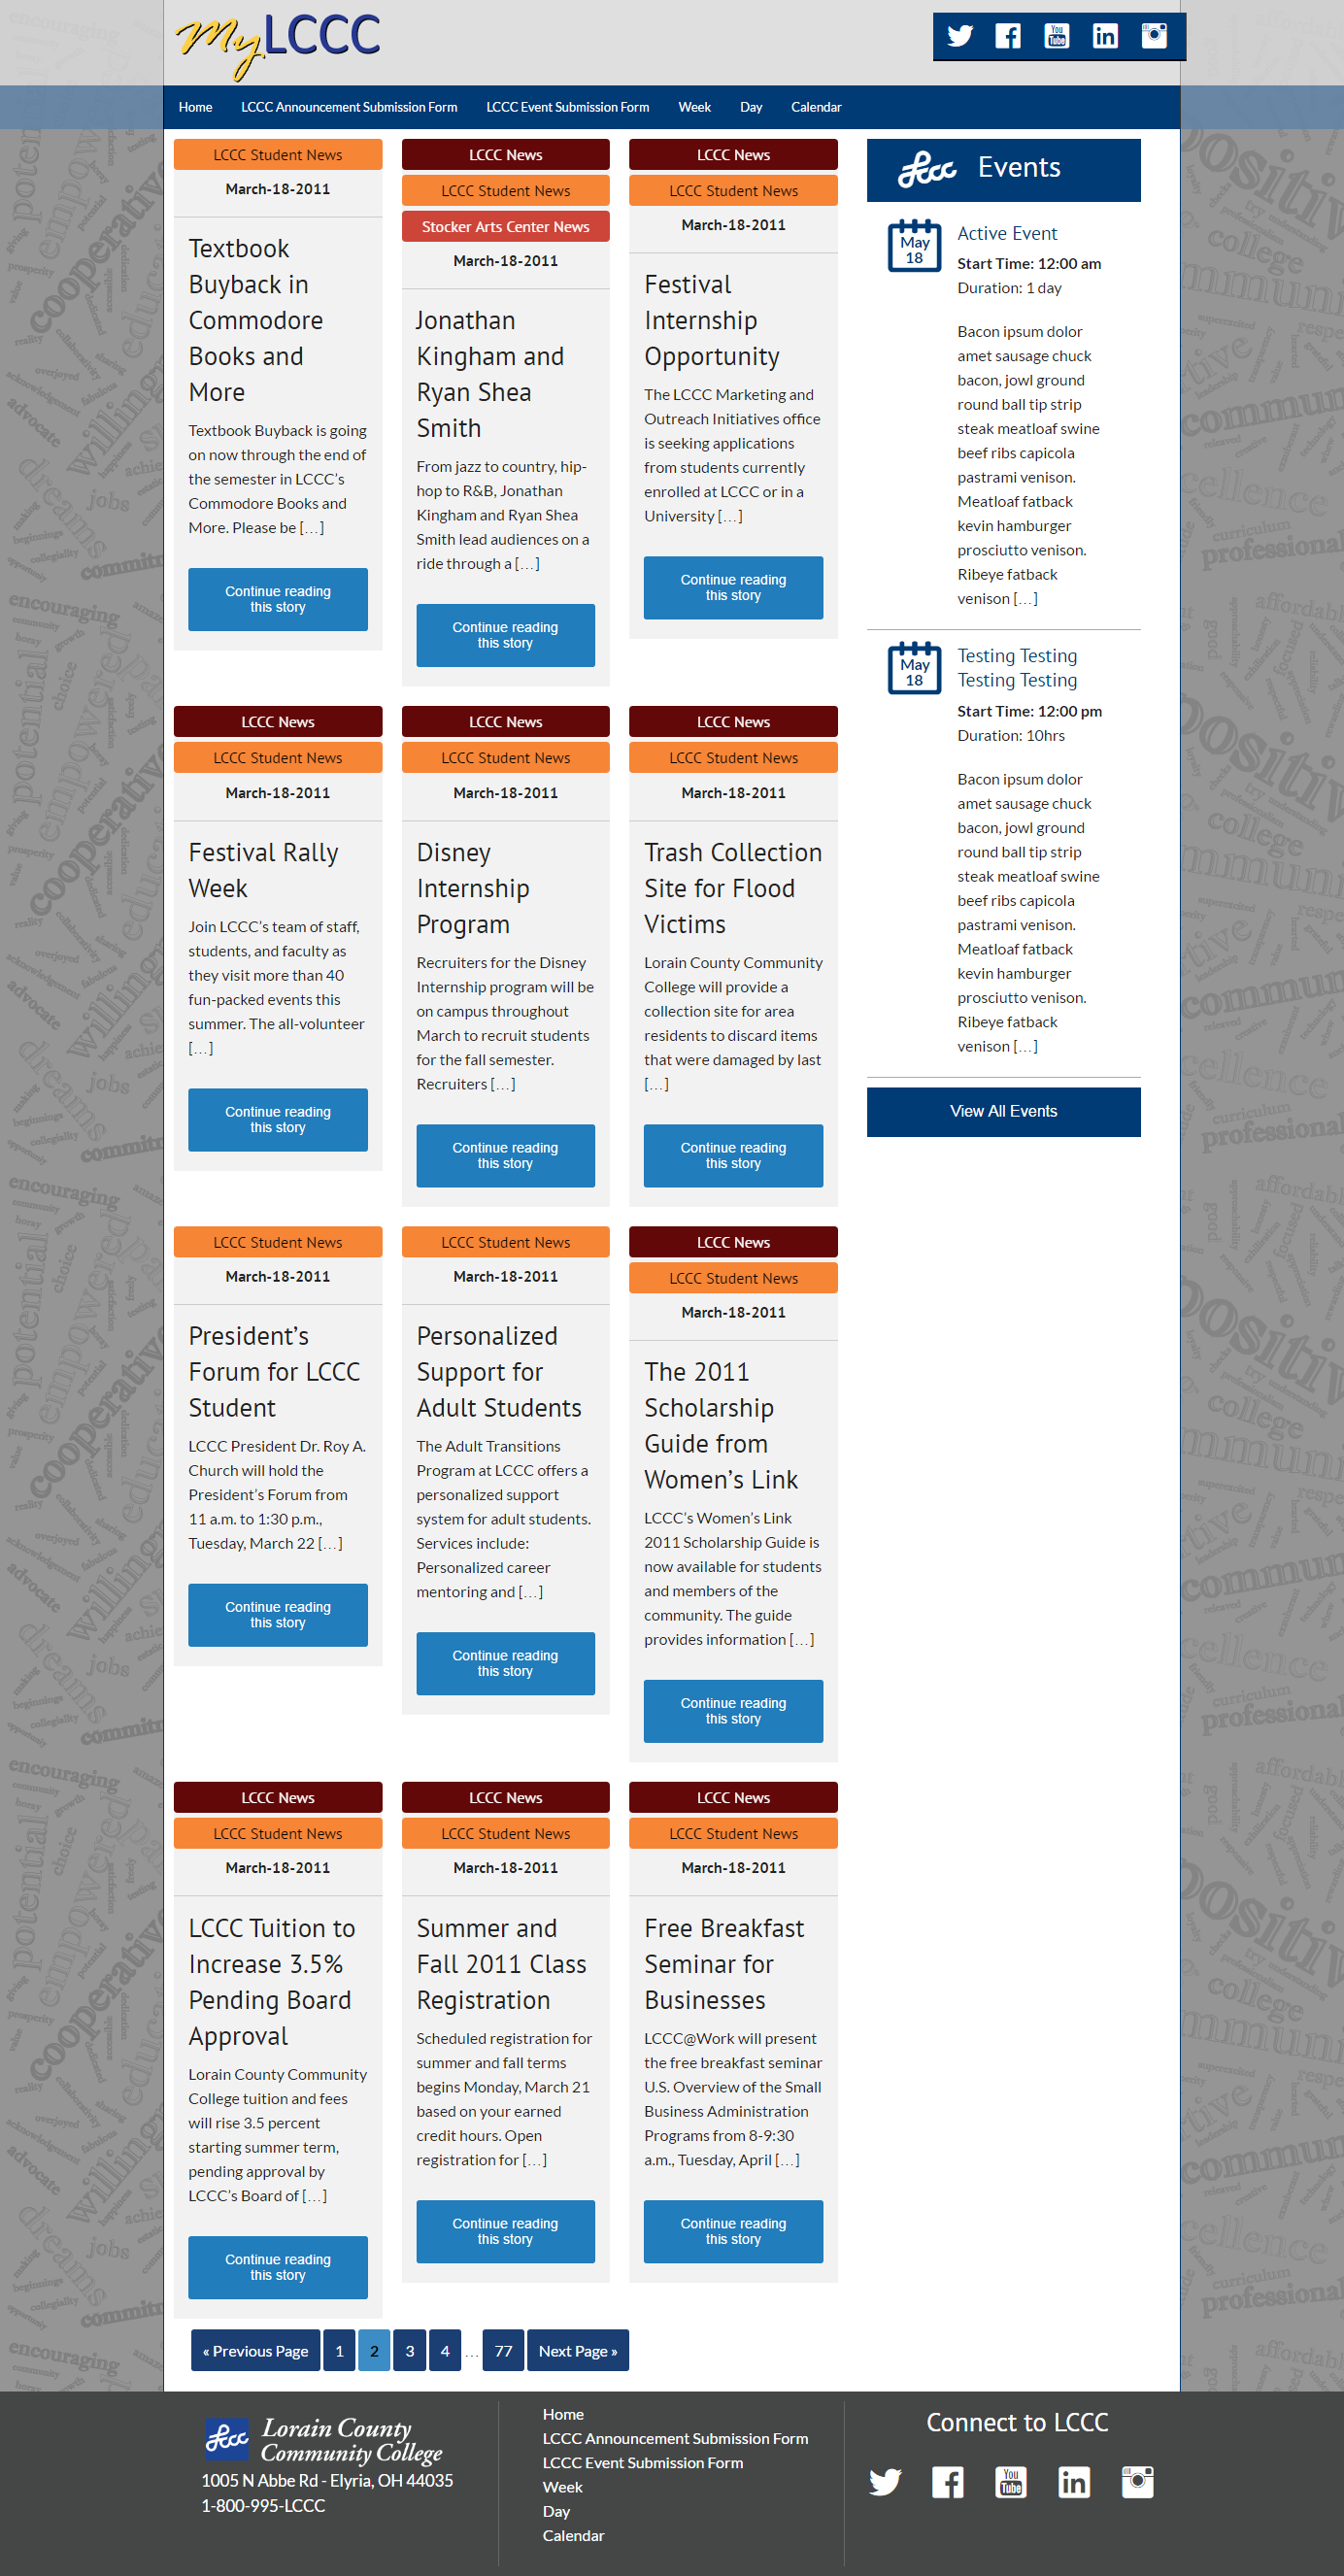 MyLCCC
Home
LCCC Announcement Submission Form
LCCC Event Submission Form
Week
Day
Calendar
LCCC Student News
March-18-2011
Textbook
Buyback in
Commodore
Books and
More
Textbook Buyback is going
on now through the end of
the semester in LCCC’s
Commodore Books and
More. Please be […]
Continue reading
this story
LCCC News
LCCC Student News
Stocker Arts Center News
March-18-2011
Jonathan
Kingham and
Ryan Shea
Smith
From jazz to country, hip-
hop to R&B, Jonathan
Kingham and Ryan Shea
Smith lead audiences on a
ride through a […]
Continue reading
this story
LCCC News
LCCC Student News
March-18-2011
Festival
Internship
Opportunity
The LCCC Marketing and
Outreach Initiatives office
is seeking applications
from students currently
enrolled at LCCC or in a
University […]
Continue reading
this story
LCCC News
LCCC Student News
March-18-2011
Festival Rally
Week
Join LCCC’s team of staff,
students, and faculty as
they visit more than 40
fun-packed events this
summer. The all-volunteer
[…]
Continue reading
this story
LCCC News
LCCC Student News
March-18-2011
Disney
Internship
Program
Recruiters for the Disney
Internship program will be
on campus throughout
March to recruit students
for the fall semester.
Recruiters […]
Continue reading
this story
LCCC News
LCCC Student News
March-18-2011
Trash Collection
Site for Flood
Victims
Lorain County Community
College will provide a
collection site for area
residents to discard items
that were damaged by last
[…]
Continue reading
this story
LCCC Student News
March-18-2011
President’s
Forum for LCCC
Student
LCCC President Dr. Roy A.
Church will hold the
President’s Forum from
11 a.m. to 1:30 p.m.,
Tuesday, March 22 […]
Continue reading
this story
LCCC Student News
March-18-2011
Personalized
Support for
Adult Students
The Adult Transitions
Program at LCCC offers a
personalized support
system for adult students.
Services include:
Personalized career
mentoring and […]
Continue reading
this story
LCCC News
LCCC Student News
March-18-2011
The 2011
Scholarship
Guide from
Women’s Link
LCCC’s Women’s Link
2011 Scholarship Guide is
now available for students
and members of the
community. The guide
provides information […]
Continue reading
this story
LCCC News
LCCC Student News
March-18-2011
LCCC Tuition to
Increase 3.5%
Pending Board
Approval
Lorain County Community
College tuition and fees
will rise 3.5 percent
starting summer term,
pending approval by
LCCC’s Board of […]
Continue reading
this story
LCCC News
LCCC Student News
March-18-2011
Summer and
Fall 2011 Class
Registration
Scheduled registration for
summer and fall terms
begins Monday, March 21
based on your earned
credit hours. Open
registration for […]
Continue reading
this story
LCCC News
LCCC Student News
March-18-2011
Free Breakfast
Seminar for
Businesses
LCCC@Work will present
the free breakfast seminar
U.S. Overview of the Small
Business Administration
Programs from 8-9:30
a.m., Tuesday, April […]
Continue reading
this story
« Previous Page 1 2 3 4 … 77 Next Page »
lccc Events
May
18
Active Event
Start Time: 12:00 am
Duration: 1 day
Bacon ipsum dolor
amet sausage chuck
bacon, jowl ground
round ball tip strip
steak meatloaf swine
beef ribs capicola
pastrami venison.
Meatloaf fatback
kevin hamburger
prosciutto venison.
Ribeye fatback
venison […]
May
18
Testing Testing
Testing Testing
Start Time: 12:00 pm
Duration: 10hrs
Bacon ipsum dolor
amet sausage chuck
bacon, jowl ground
round ball tip strip
steak meatloaf swine
beef ribs capicola
pastrami venison.
Meatloaf fatback
kevin hamburger
prosciutto venison.
Ribeye fatback
venison […]
View All Events
lccc Lorain County
Community College
1005 N Abbe Rd - Elyria, OH 44035
1-800-995-LCCC
Home
LCCC Announcement Submission Form
LCCC Event Submission Form
Week
Day
Calendar
Connect to LCCC
You
Tube